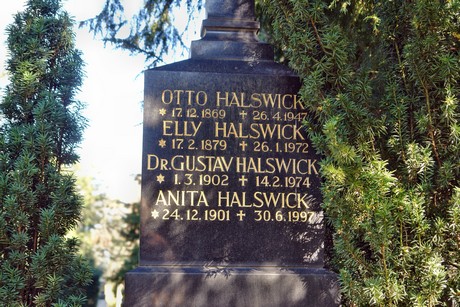 OTTO HALSWICK
* 17.12.1869 + 26.4.1947
ELLY HALSWICK
* 17.2.1879 + 26.1.1972
DR.GUSTAV HALSWICK
* 1.3.1902 + 14.2.1974
ANITA HALSWICK
* 24.12.1901 + 30.6.1997